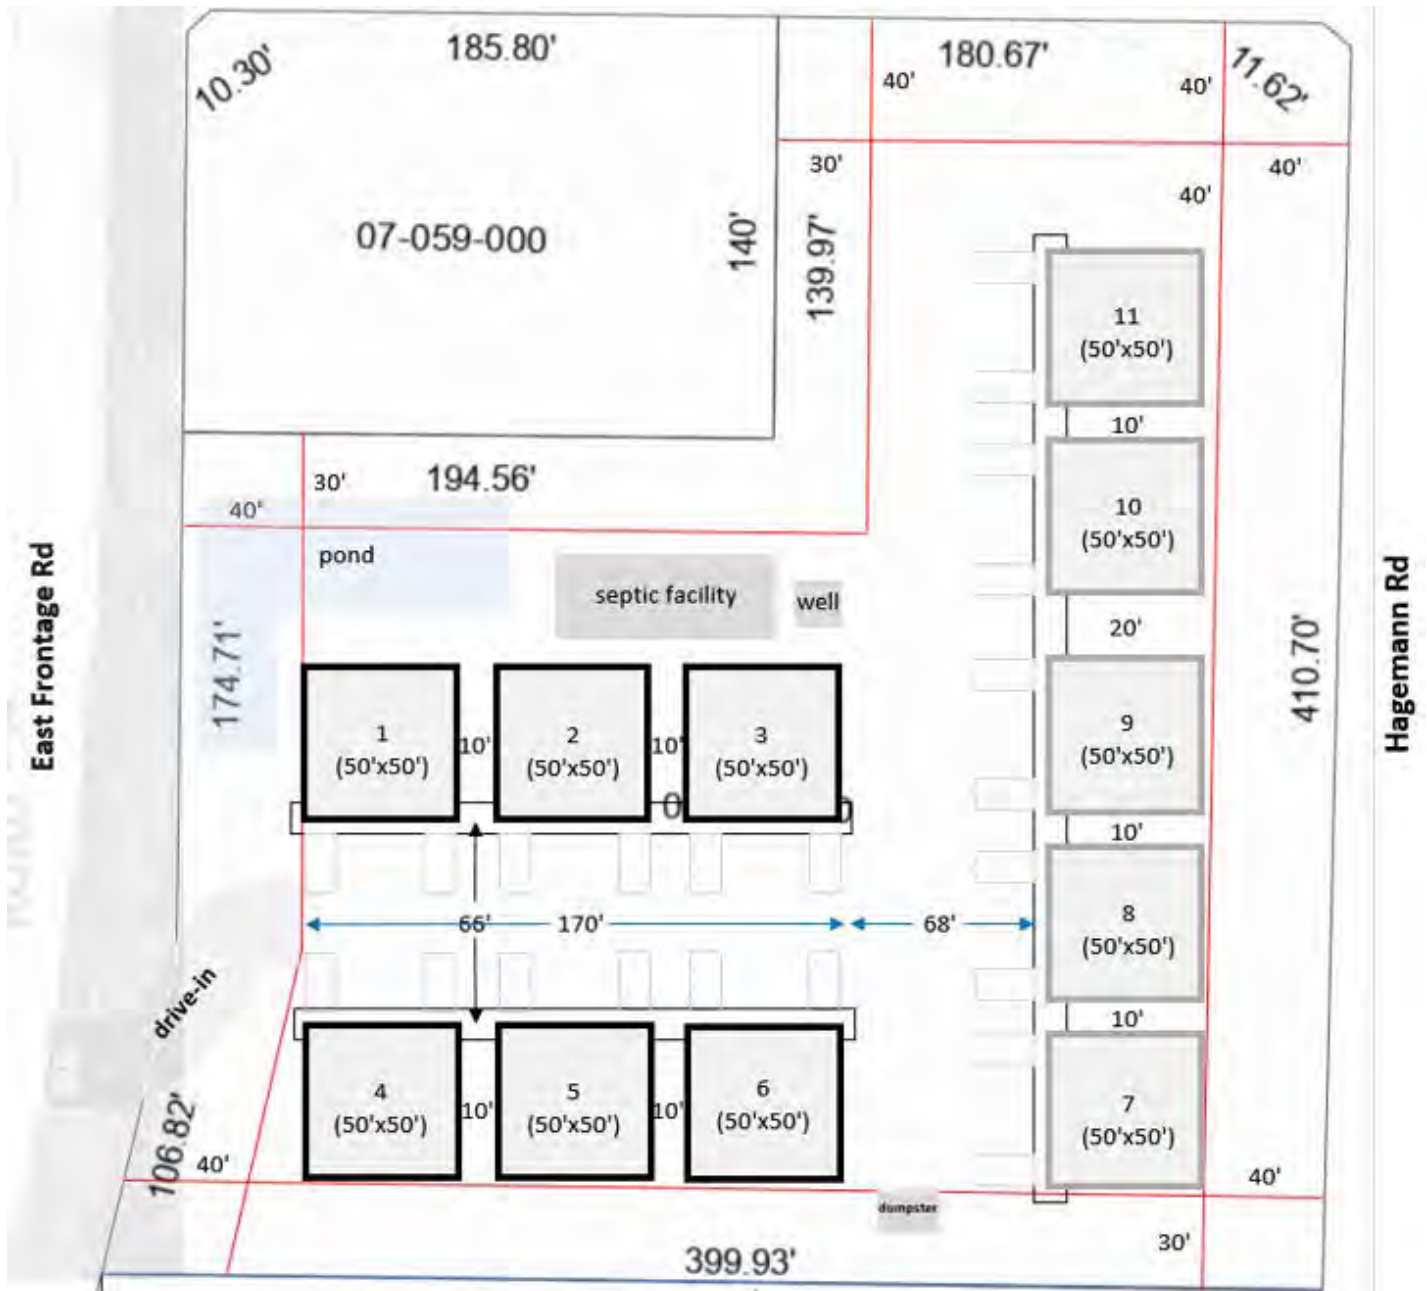 185.80'
180.67'
10.30'
40'
40'
11.62'
30'
40'
40'
07-059-000
140'
139.97'
11
(50'x50')
10'
194.56'
30'
40'
10
(50'x50')
pond
septic facility
well
20'
East Frontage Rd
174.71'
410.70'
Hagemann Rd
1
(50'x50')
10'
2
(50'x50')
10'
3
(50'x50')
9
(50'x50')
10'
66'
170'
68'
8
(50'x50')
drive-in
10'
4
(50'x50')
10'
5
(50'x50')
10'
6
(50'x50')
7
(50'x50')
106.82'
40'
40'
dumpster
30'
399.93'